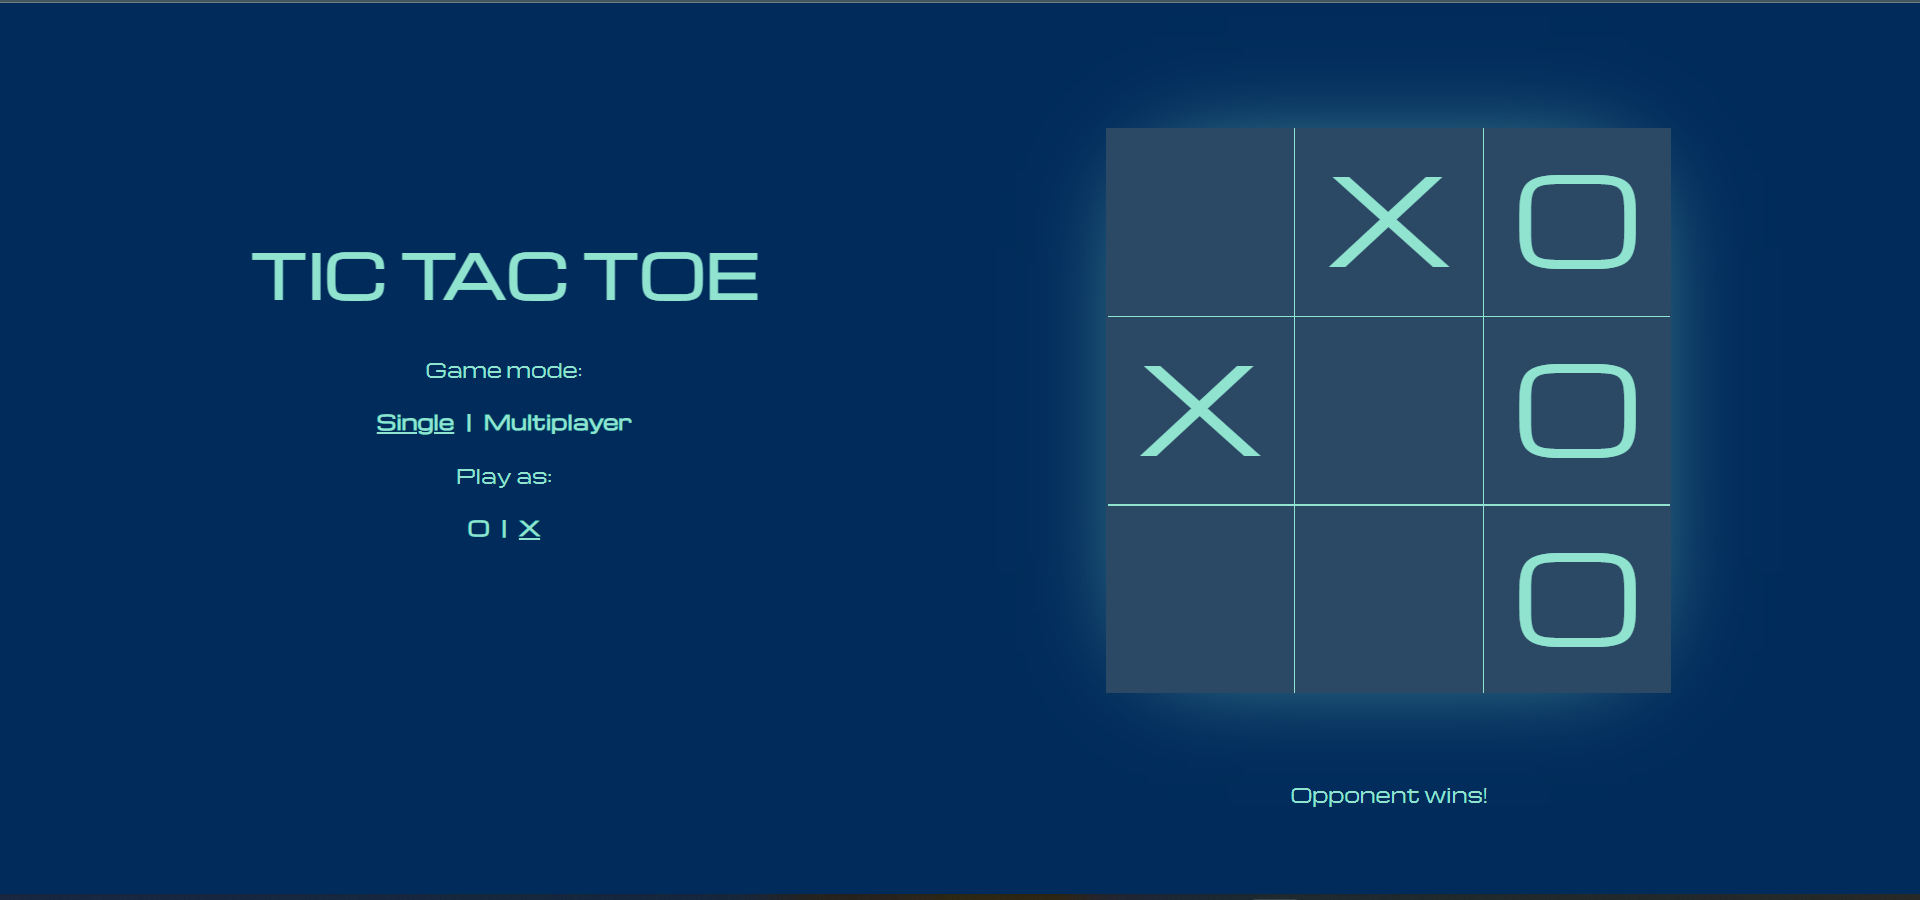 TIC TAC TOE
Game mode:
Single | Multiplayer
Play as:
O | X
X O
X O
O
Opponent wins!